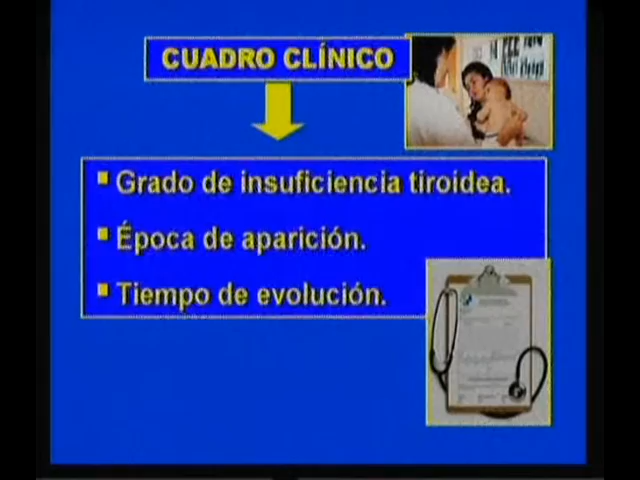 CUADRO CLÍNICO
▪ Grado de insuficiencia tiroidea.
▪ Época de aparición.
▪ Tiempo de evolución.